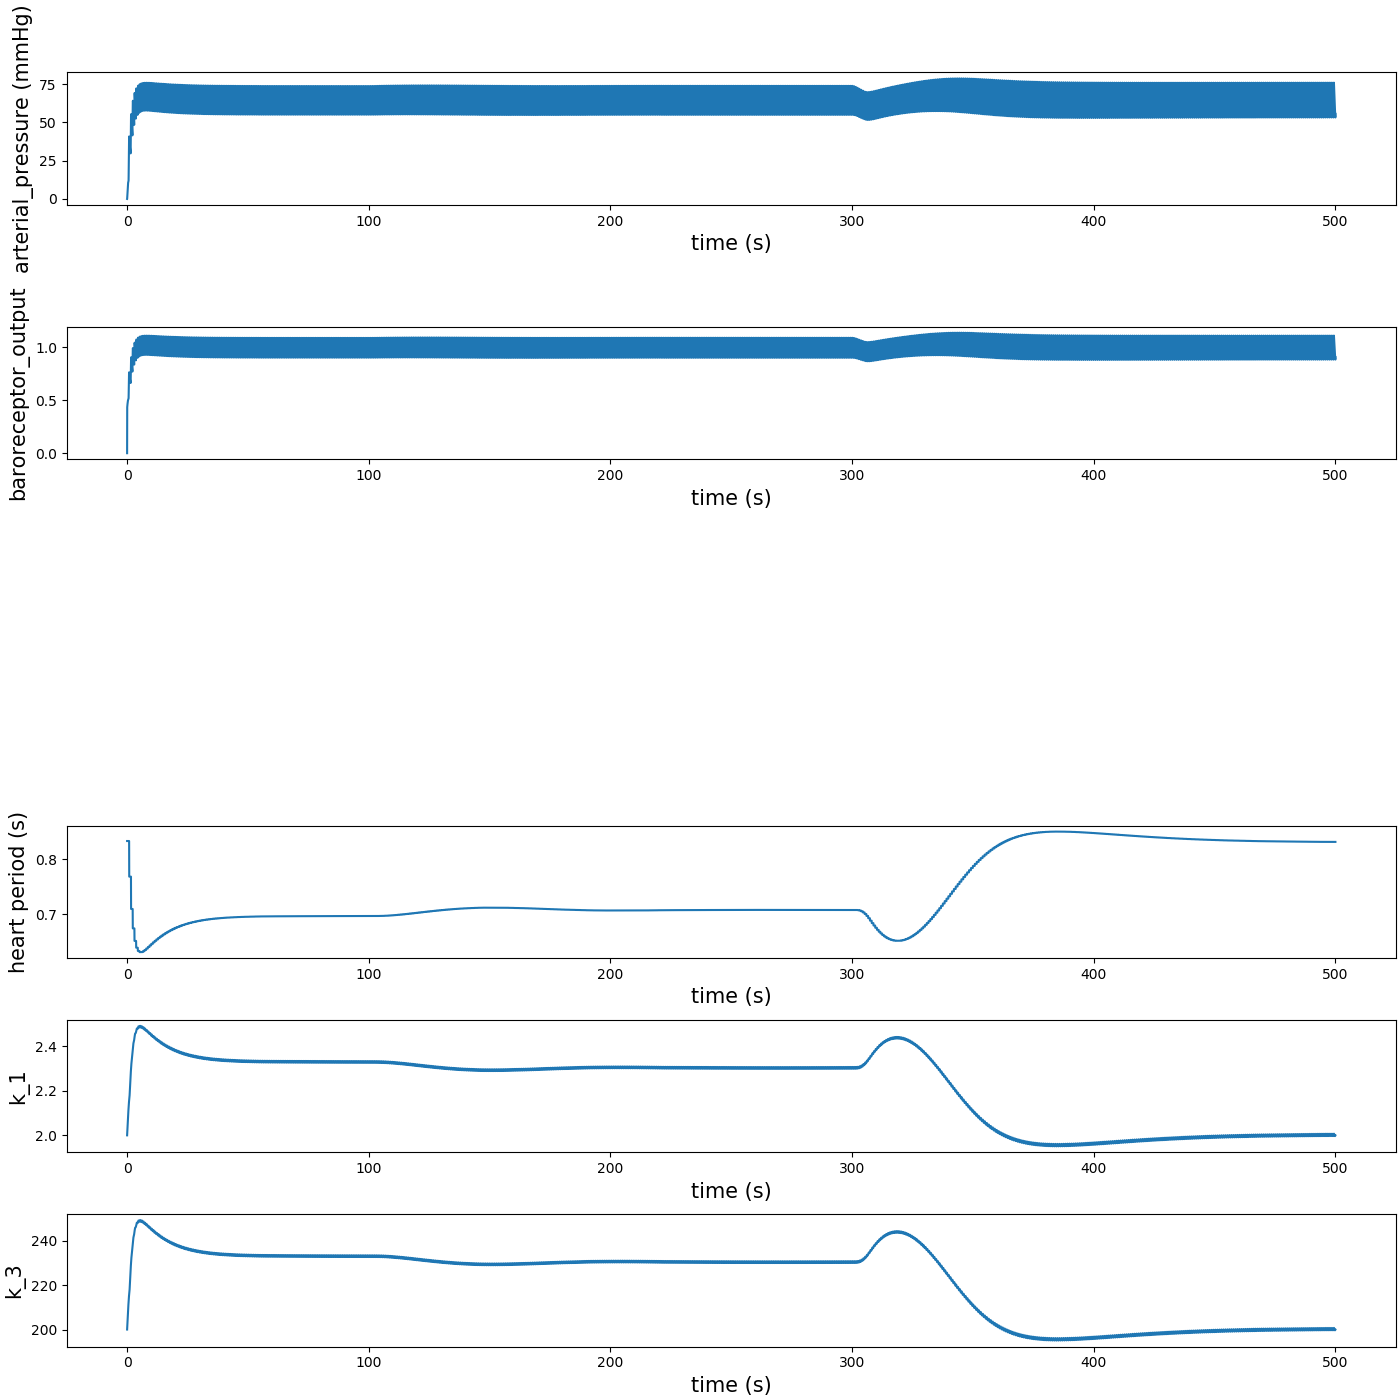 arterial_pressure (mmHg)
75
50
25
0
0 100 200 300 400 500
time (s)
baroreceptor_output
1.0
0.5
0.0
0 100 200 300 400 500
time (s)
heart period (s)
0.8
0.7
0 100 200 300 400 500
time (s)
k_1
2.4
2.2
2.0
0 100 200 300 400 500
time (s)
k_3
240
220
200
0 100 200 300 400 500
time (s)